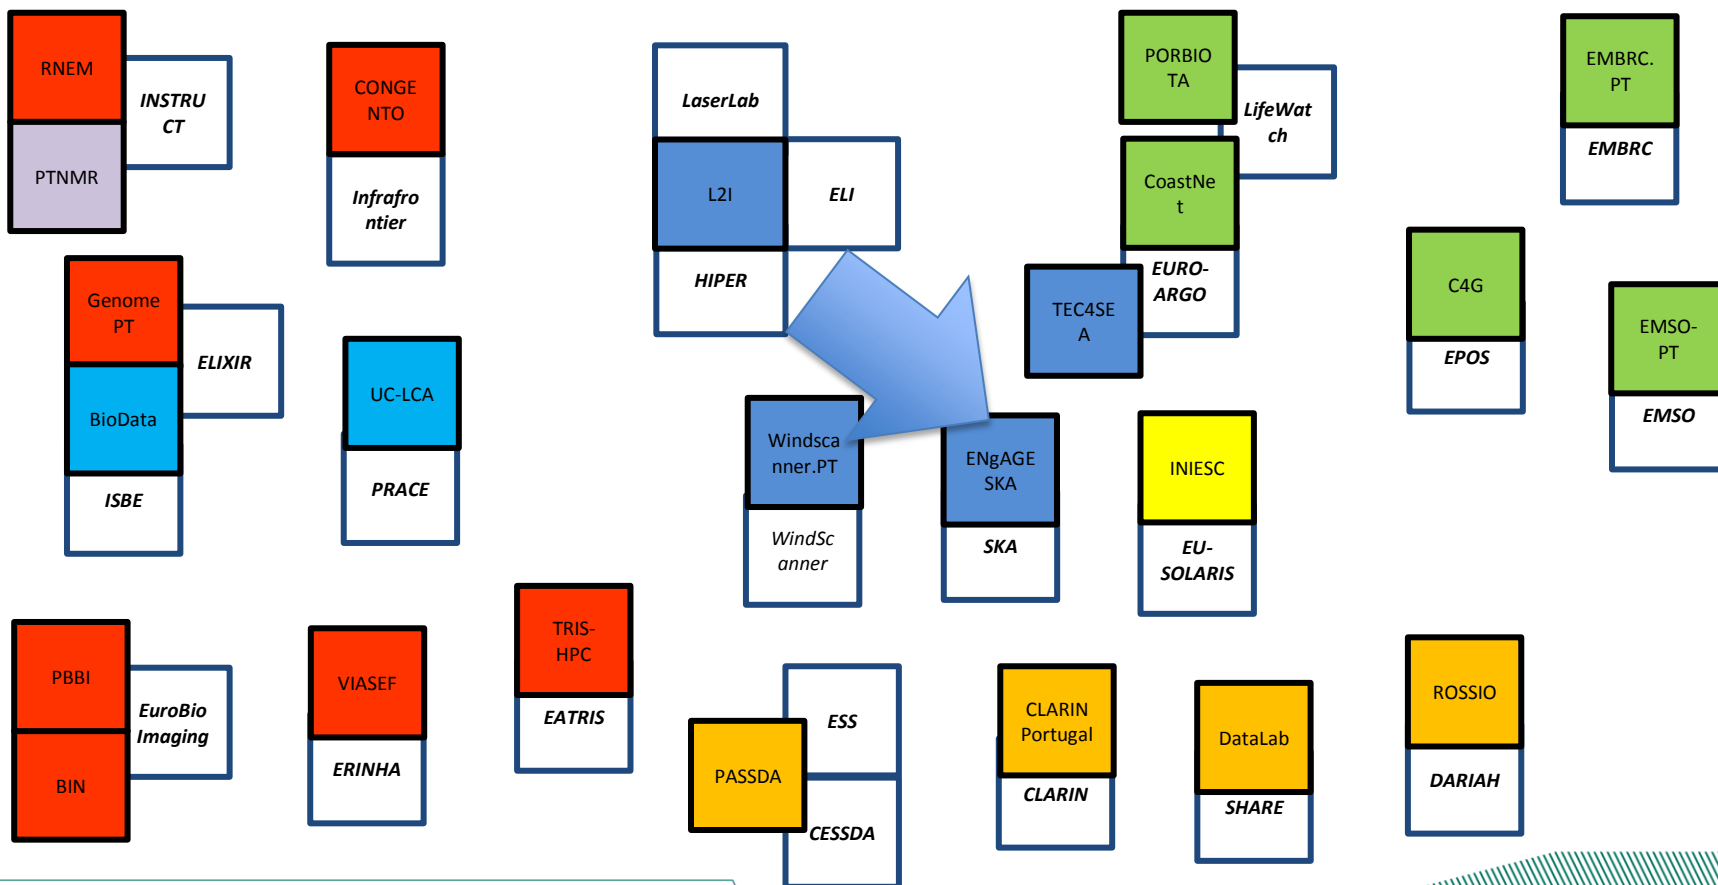 RNEM
INSTRU
CT
PTNMR
CONGE
NTO
Infrafro
ntier
LaserLab
L2I
ELI
HIPER
PORBIO
TA
LifeWat
ch
CoastNe
t
EURO-
ARGO
TEC4SE
A
EMBRC.
PT
EMBRC
C4G
EPOS
EMSO-
PT
EMSO
Genome
PT
ELIXIR
BioData
ISBE
UC-LCA
PRACE
Windsca
nner.PT
WindSc
anner
ENgAGE
SKA
SKA
INIESC
EU-
SOLARIS
PBBI
EuroBio
Imaging
BIN
VIASEF
ERINHA
TRIS-
HPC
EATRIS
ESS
PASSDA
CESSDA
CLARIN
Portugal
CLARIN
DataLab
SHARE
ROSSIO
DARIAH